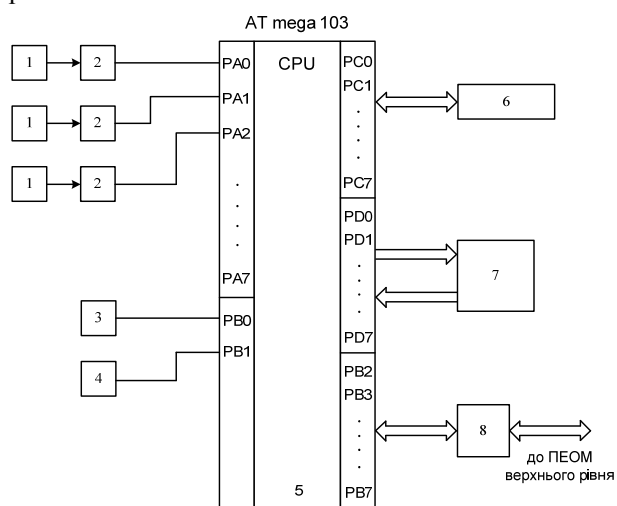 AT mega 103
1 2 PA0 CPU PC0
PC1
1 2 PA1 6
1 2 PA2
PC7
PD0
PD1
7
PA7
3 PB0
PD7
4 PB1
PB2
PB3
8
до ПЕОМ
верхнього рівня
5 PB7